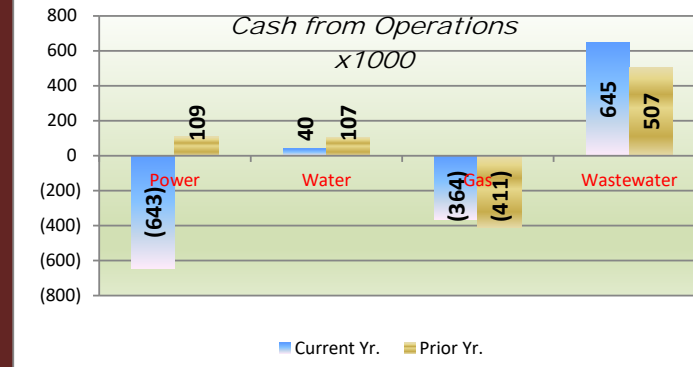 Cash from Operations
x1000
800
600
400
200
0
(200)
(400)
(600)
(800)
(643)
109
40
107
(364)
(411)
645
507
Power
Water
Gas
Wastewater
Current Yr.
Prior Yr.